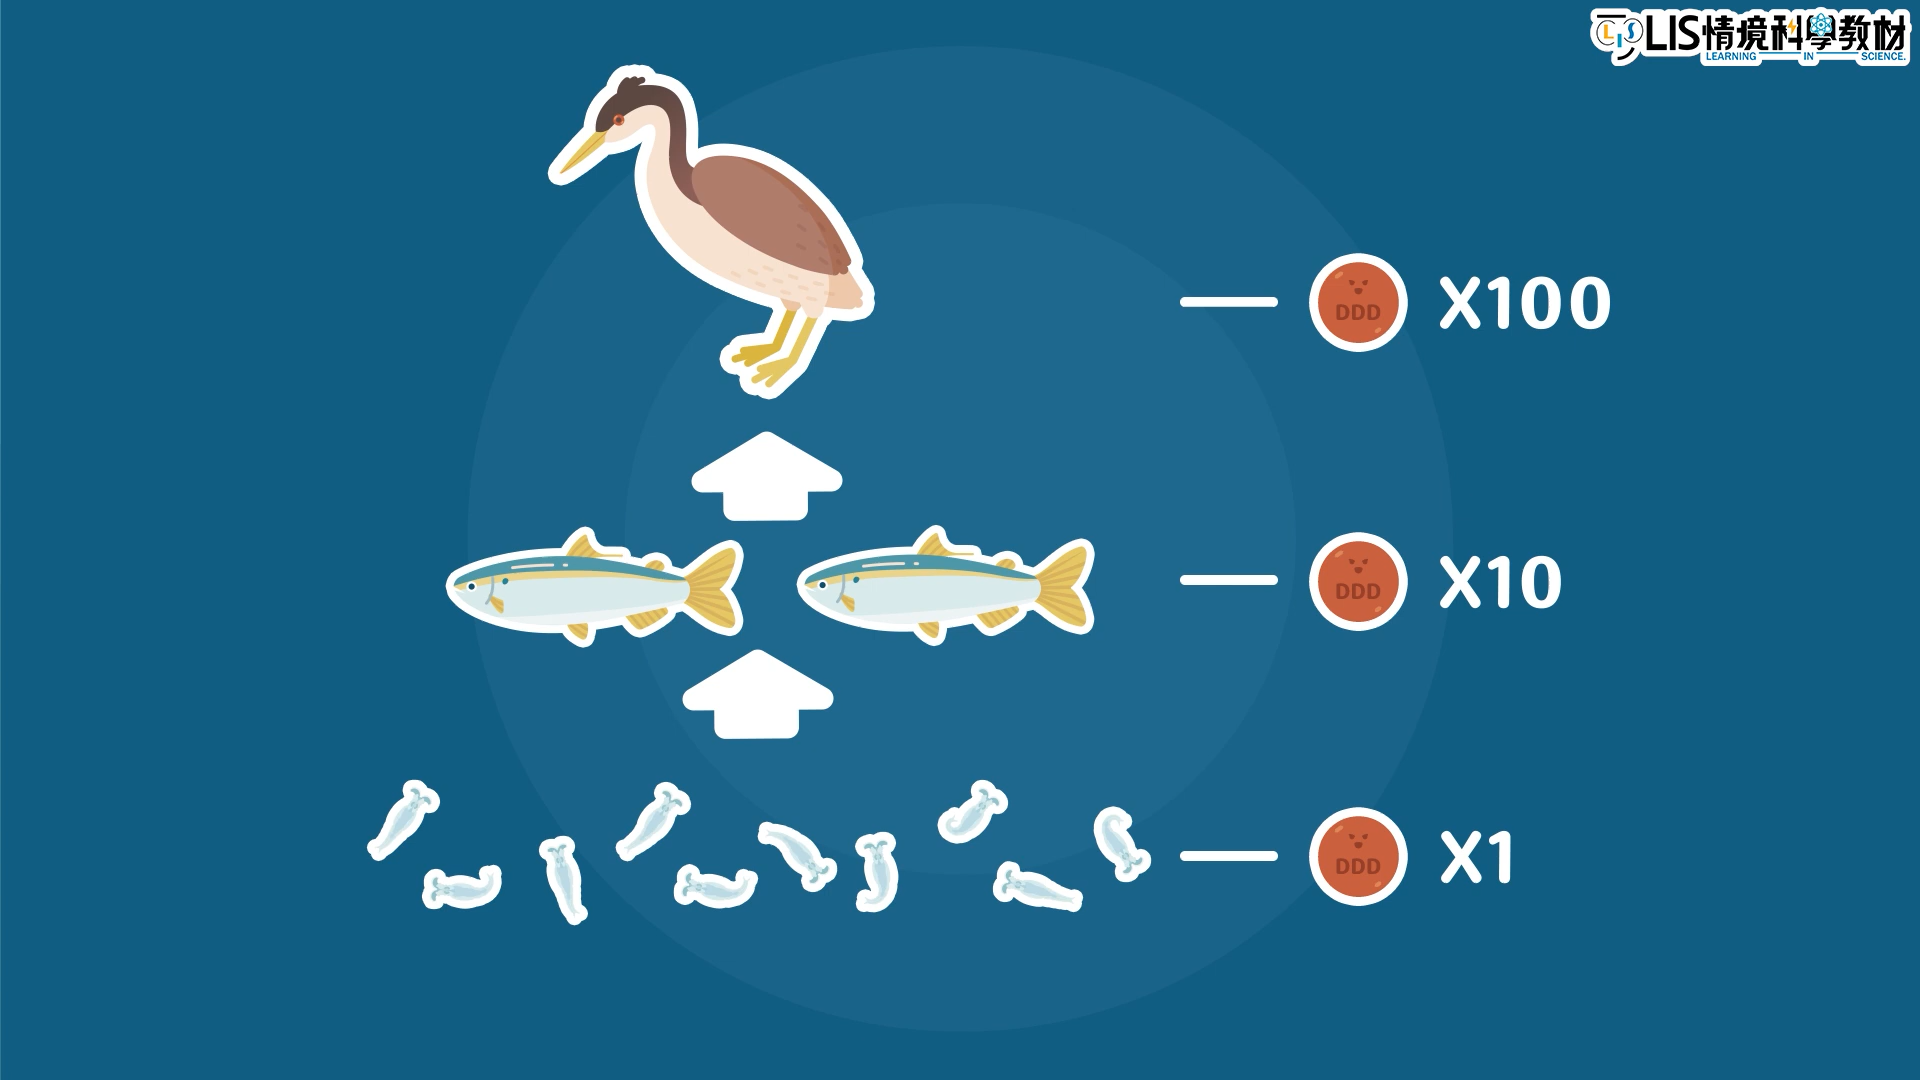 LIS情境科學教材
LEARNING IN SCIENCE.
DDD X100
DDD X10
DDD X1